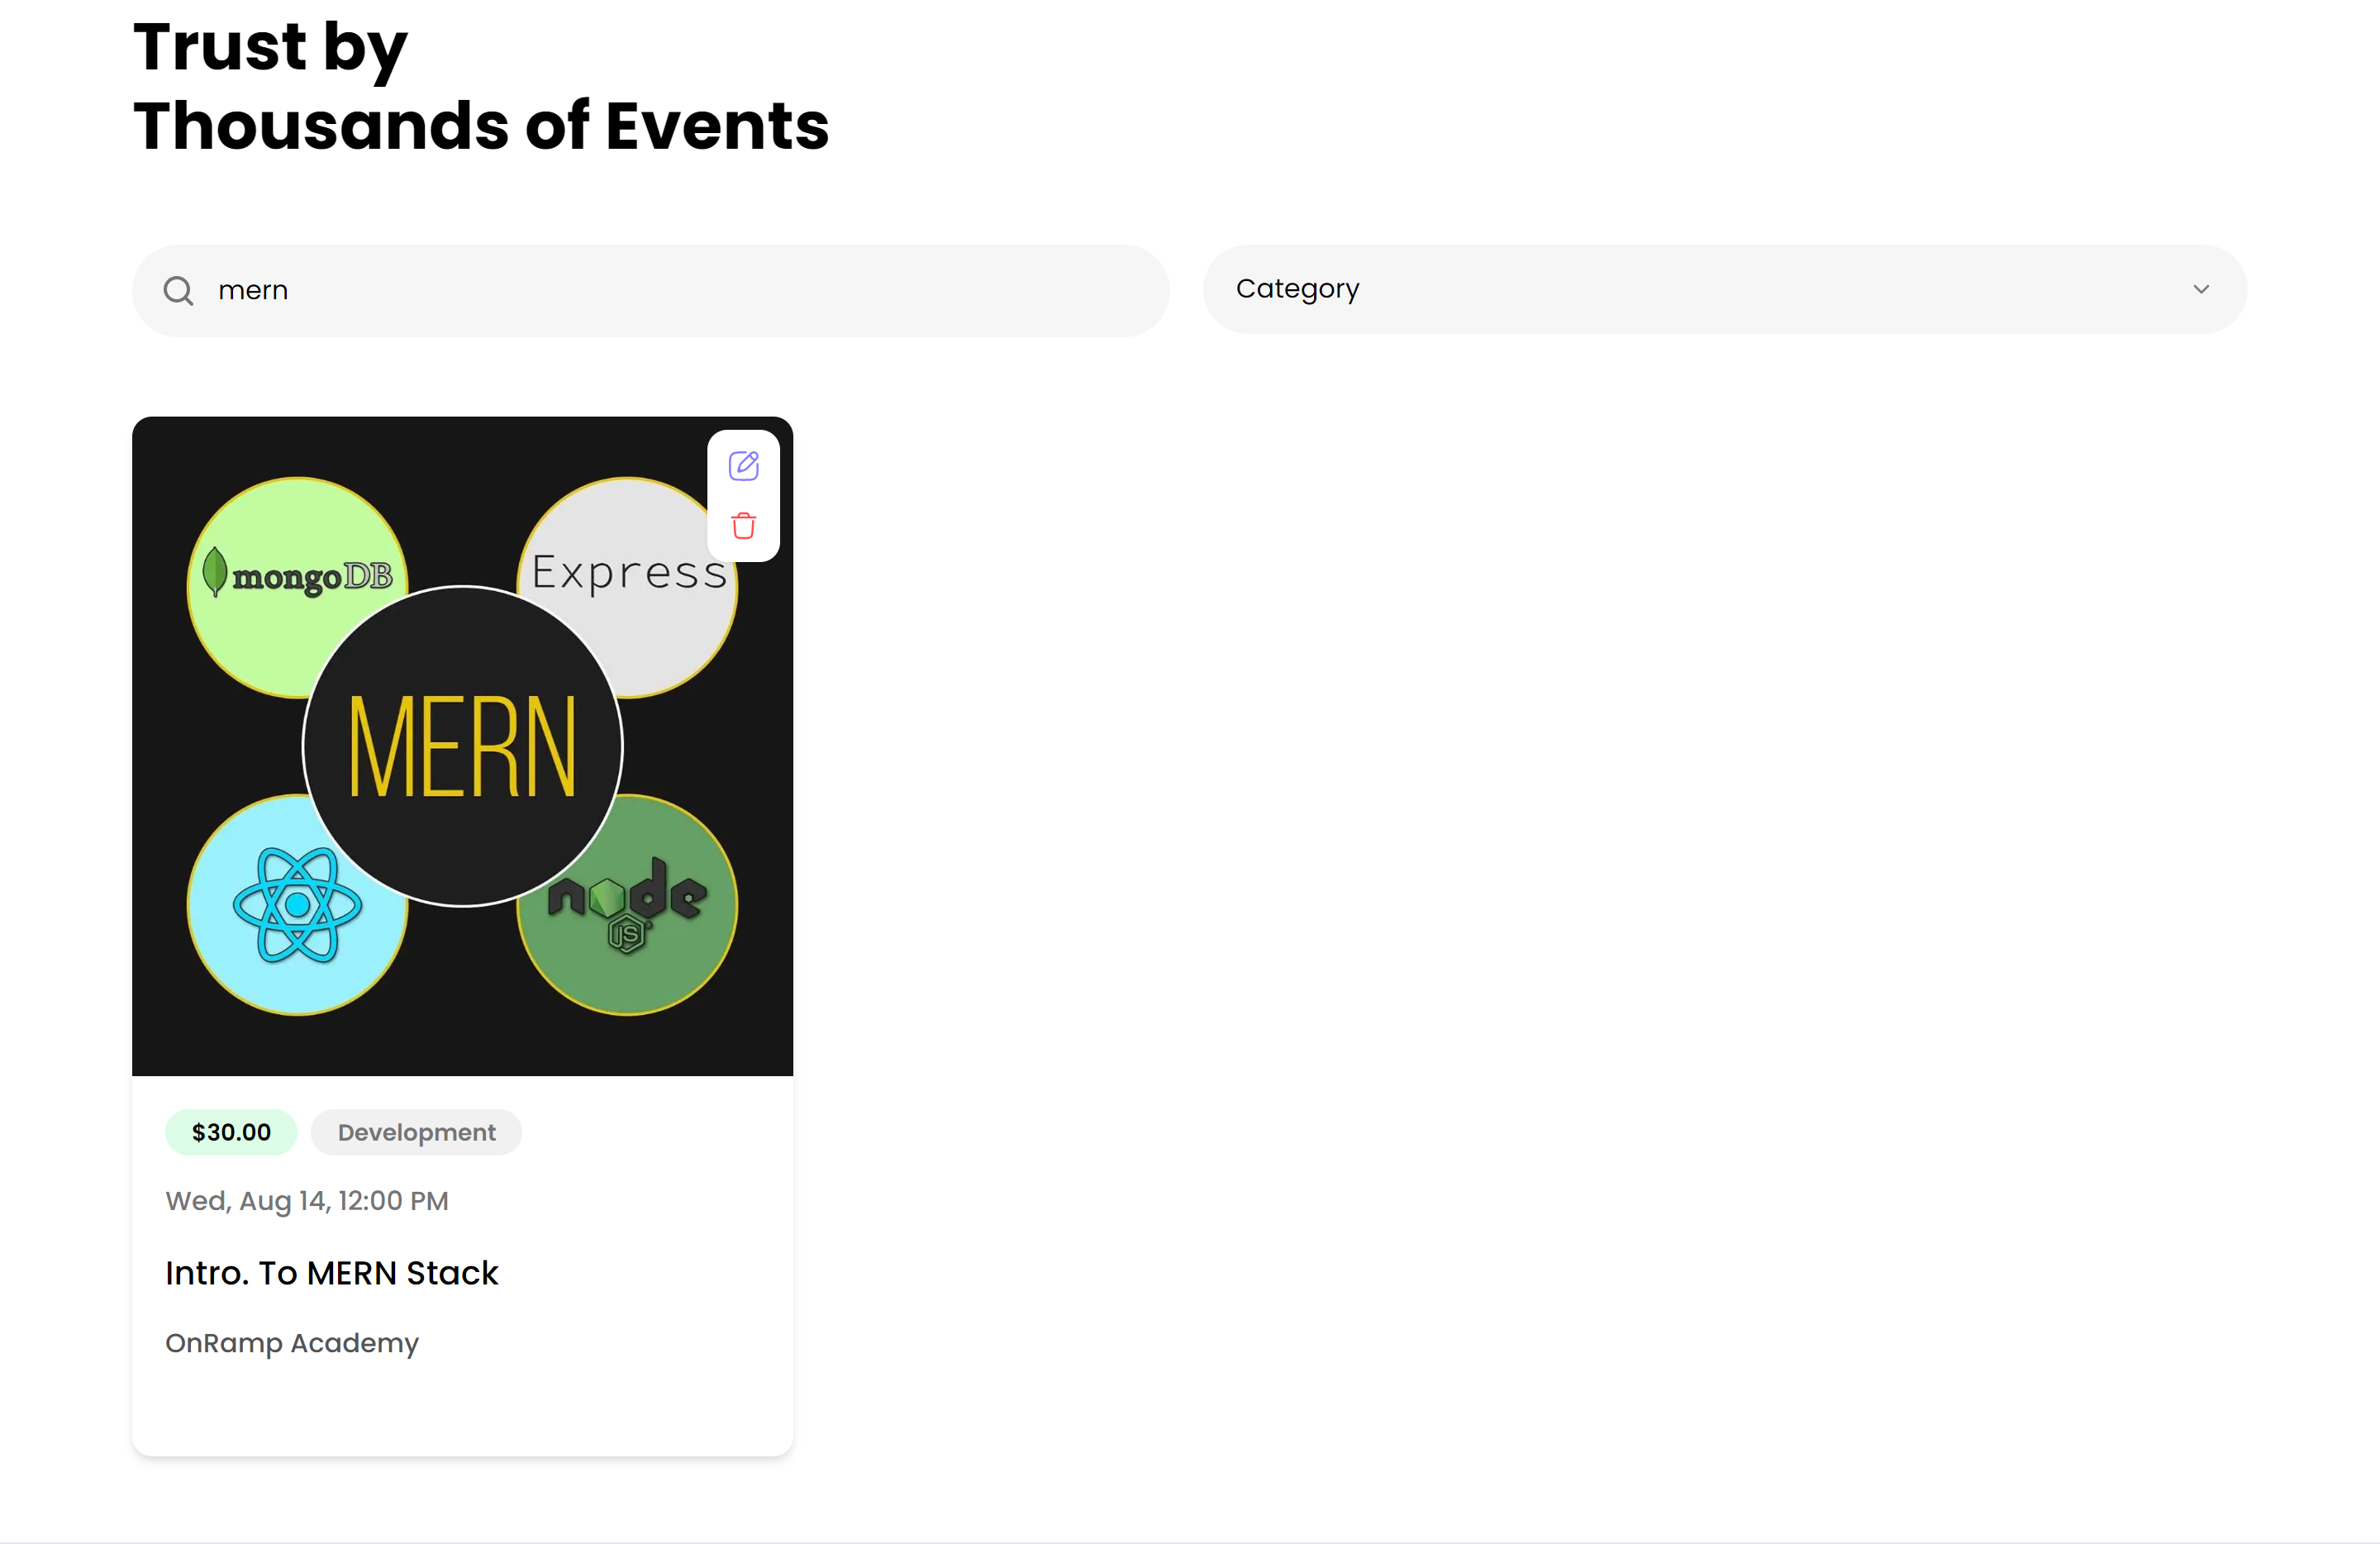 Trust by
Thousands of Events
mern
Category
mongoDB
Express
MERN
node
JS
$30.00
Development
Wed, Aug 14, 12:00 PM
Intro. To MERN Stack
OnRamp Academy